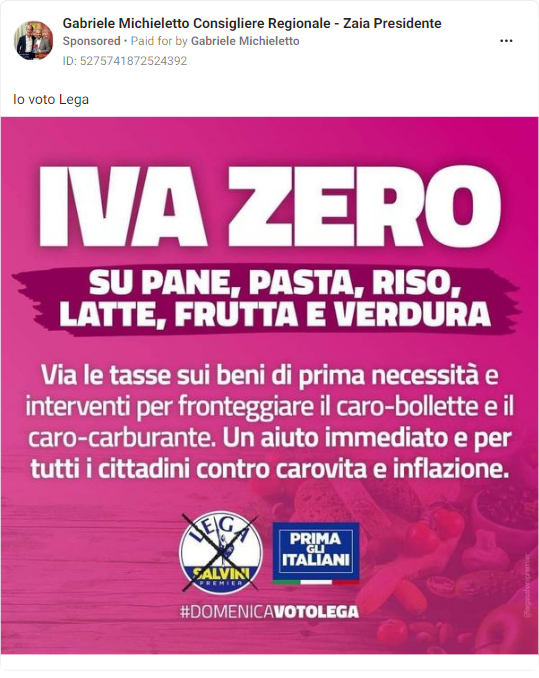 Gabriele Michieletto Consigliere Regionale - Zaia Presidente
Sponsored • Paid for by Gabriele Michieletto
ID: 5275741872524392
Io voto Lega
IVA ZERO
SU PANE, PASTA, RISO,
LATTE, FRUTTA E VERDURA
Via le tasse sui beni di prima necessità e
interventi per fronteggiare il caro-bollette e il
caro-carburante. Un aiuto immediato e per
tutti i cittadini contro carovita e inflazione.
LEGA
SALVINI
PREMIER
PRIMA
GLI
ITALIANI
#DOMENICAVOTOLEGA